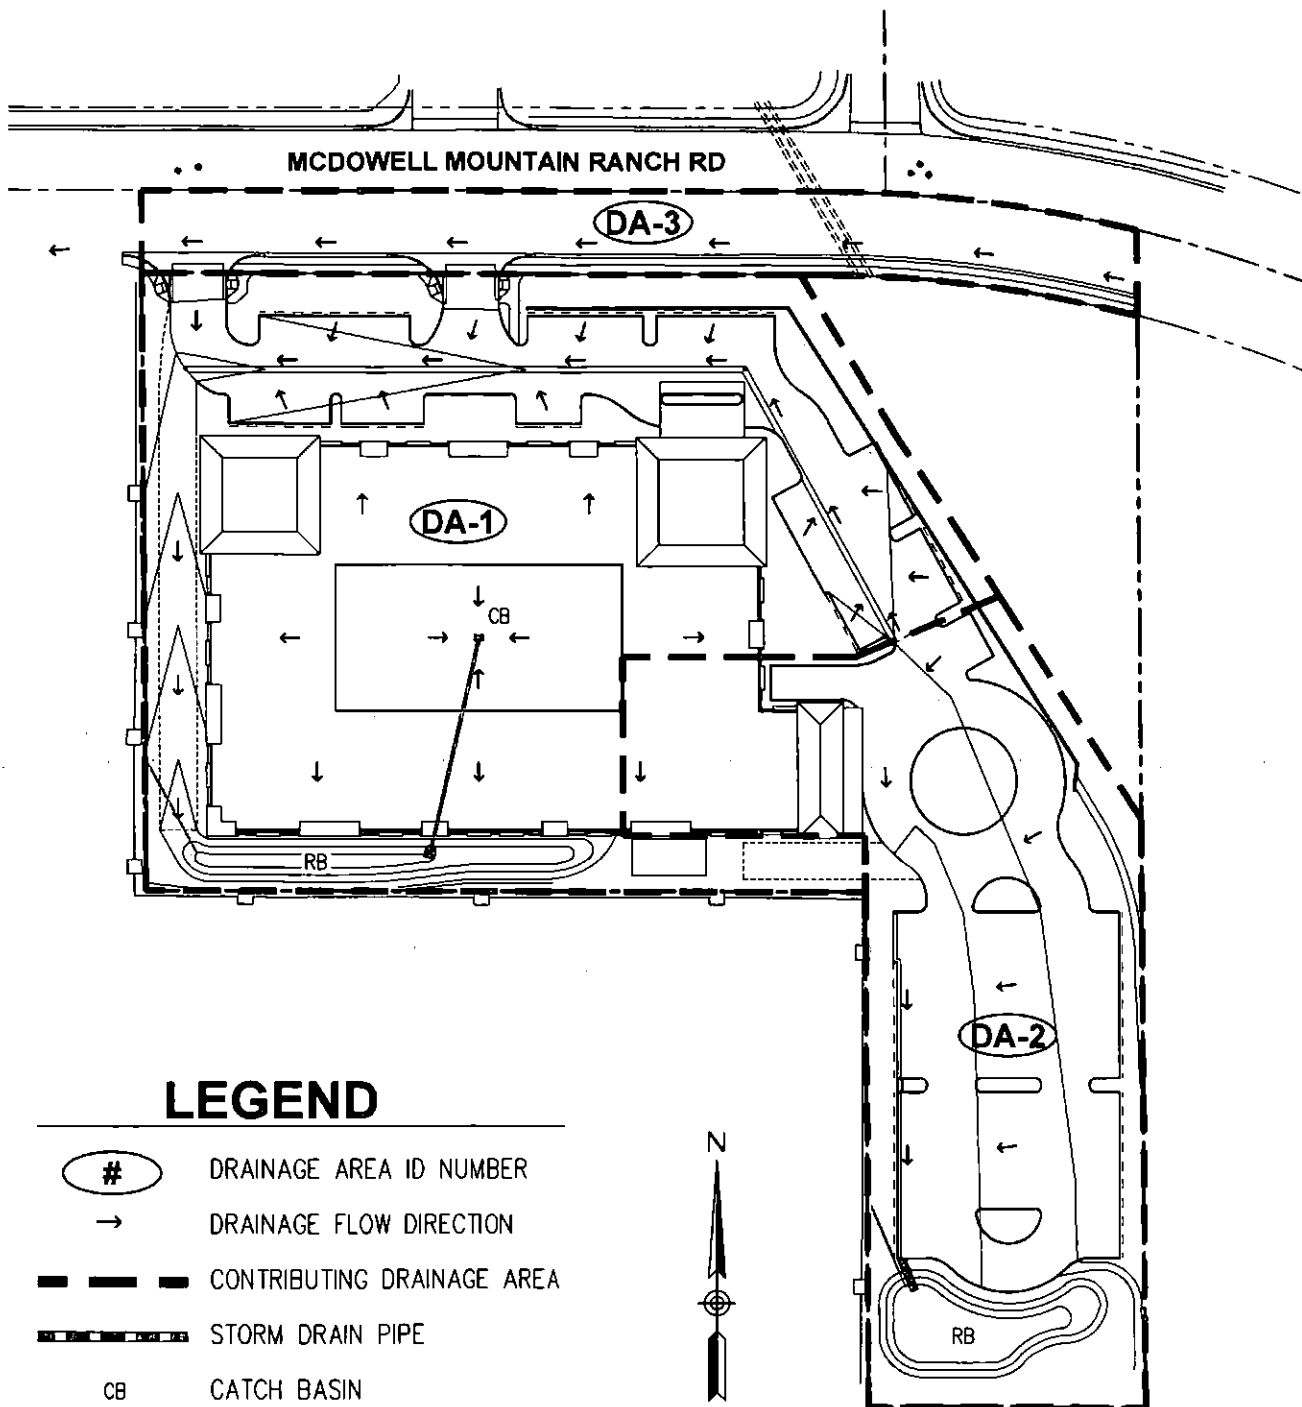 MCDOWELL MOUNTAIN RANCH RD
DA-3
DA-1
CB
RB
DA-2
RB
LEGEND
# DRAINAGE AREA ID NUMBER
→ DRAINAGE FLOW DIRECTION
CONTRIBUTING DRAINAGE AREA
STORM DRAIN PIPE
CB CATCH BASIN
N